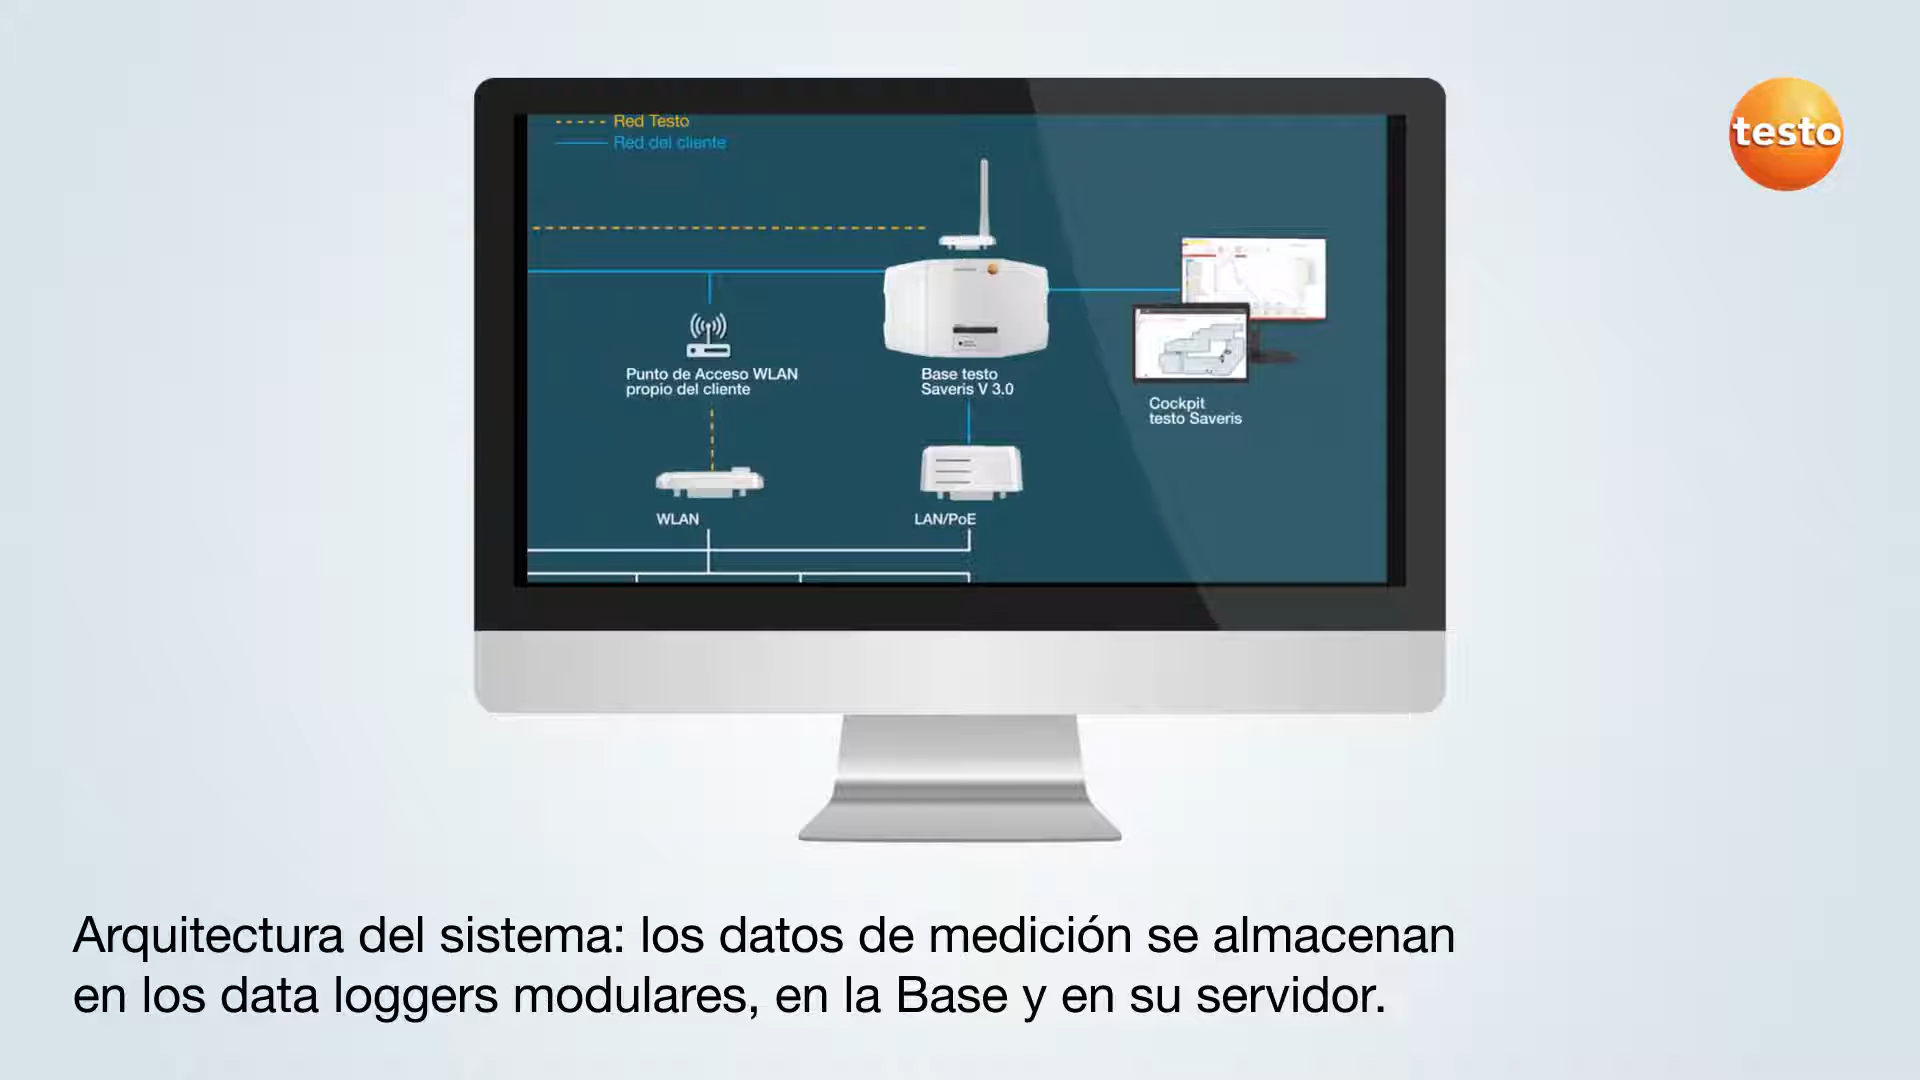 Red Testo
Red del cliente
testo
Punto de Acceso WLAN
propio del cliente
Base testo
Saveris V 3.0
Cockpit
testo Saveris
WLAN
LAN/PoE
Arquitectura del sistema: los datos de medición se almacenan
en los data loggers modulares, en la Base y en su servidor.